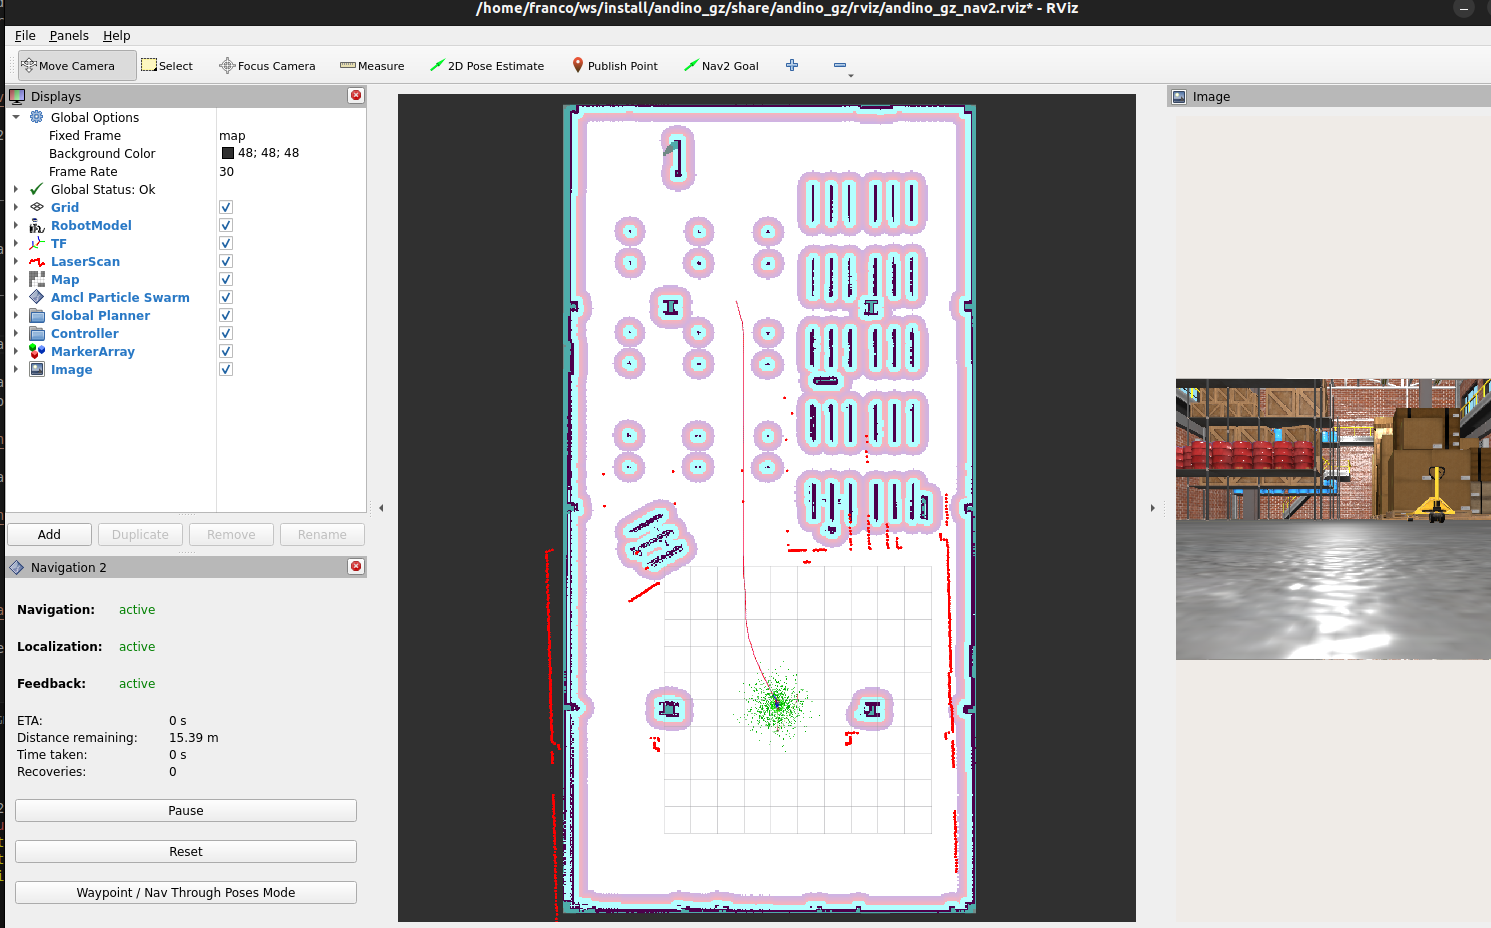 /home/franco/ws/install/andino_gz/share/andino_gz/rviz/andino_gz_nav2.rviz* - RViz
File Panels Help
Move Camera Select Focus Camera Measure 2D Pose Estimate Publish Point Nav2 Goal
Displays
Global Options
Fixed Frame map
Background Color 48; 48; 48
Frame Rate 30
Global Status: Ok
Grid
RobotModel
TF
LaserScan
Map
Amcl Particle Swarm
Global Planner
Controller
MarkerArray
Image
Add Duplicate Remove Rename
Navigation 2
Navigation: active
Localization: active
Feedback: active
ETA: 0 s
Distance remaining: 15.39 m
Time taken: 0 s
Recoveries: 0
Pause
Reset
Waypoint / Nav Through Poses Mode
Image